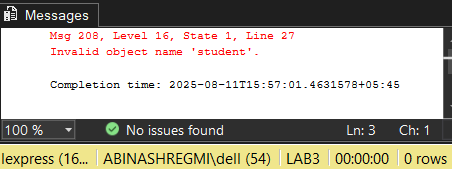 Messages
Msg 208, Level 16, State 1, Line 27
Invalid object name 'student'.
Completion time: 2025-08-11T15:57:01.4631578+05:45
100 % No issues found Ln: 3 Ch: 1
lexpress (16... ABINASHREGMI\dell (54) LAB3 00:00:00 0 rows